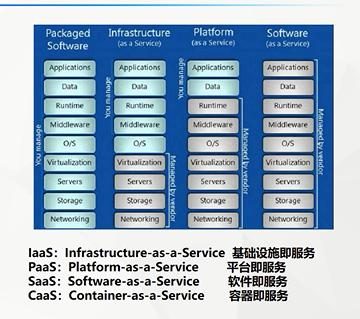 Packaged Software
Infrastructure (as a Service)
Platform (as a Service)
Software (as a Service)
You manage
Applications
Data
Runtime
Middleware
O/S
Virtualization
Servers
Storage
Networking
You manage
Applications
Data
Runtime
Middleware
O/S
Virtualization
Servers
Storage
Networking
Managed by vendor
You manage
Applications
Data
Runtime
Middleware
O/S
Virtualization
Servers
Storage
Networking
Managed by vendor
Applications
Data
Runtime
Middleware
O/S
Virtualization
Servers
Storage
Networking
Managed by vendor
IaaS：Infrastructure-as-a-Service 基础设施即服务
PaaS：Platform-as-a-Service 平台即服务
SaaS：Software-as-a-Service 软件即服务
CaaS：Container-as-a-Service 容器即服务